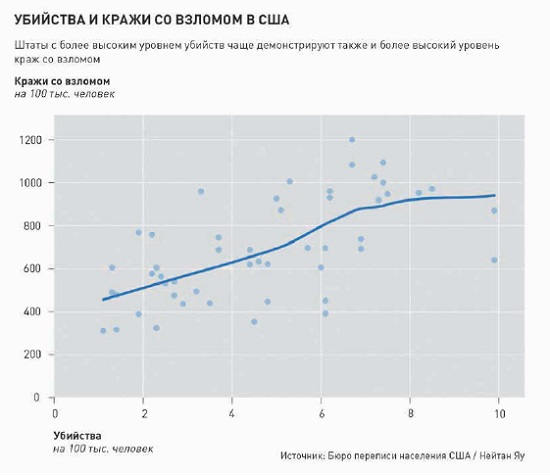 УБИЙСТВА И КРАЖИ СО ВЗЛОМОМ В США
Штаты с более высоким уровнем убийств чаще демонстрируют также и более высокий уровень
краж со взломом
Кражи со взломом
на 100 тыс. человек
1200
1000
800
600
400
200
0
0 2 4 6 8 10
Убийства
на 100 тыс. человек
Источник: Бюро переписи населения США / Нейтан Яу